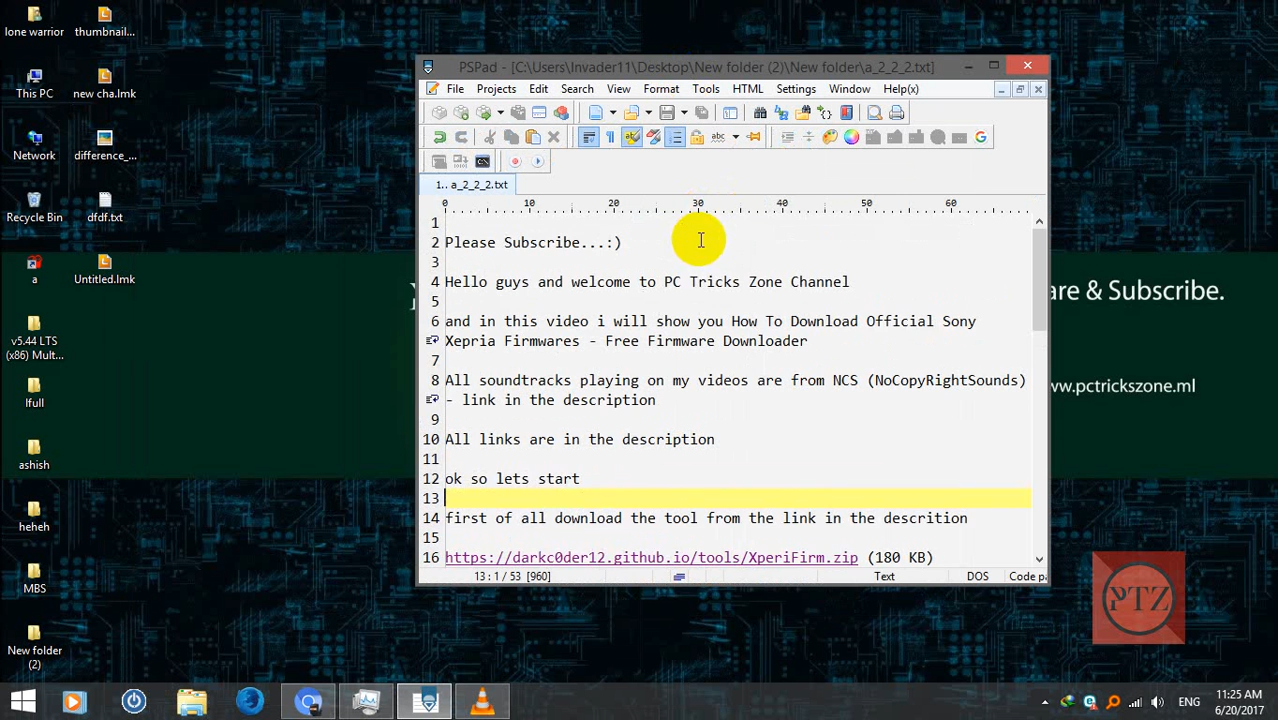 lone warrior
thumbnail...
This PC
new cha.lmk
Network
difference_...
Recycle Bin
dfdf.txt
a
Untitled.lmk
v5.44 LTS
(x86) Mult...
lfull
ashish
heheh
MBS
New folder
(2)
PSPad - [C:\Users\Invader11\Desktop\New folder (2)\New folder\a_2_2_2.txt]
File Projects Edit Search View Format Tools HTML Settings Window Help(x)
1.. a_2_2_2.txt
0 10 20 30 40 50 60
1
2 Please Subscribe...:)
3
4 Hello guys and welcome to PC Tricks Zone Channel
5
6 and in this video i will show you How To Download Official Sony
Xepria Firmwares - Free Firmware Downloader
7
8 All soundtracks playing on my videos are from NCS (NoCopyRightSounds)
- link in the description
9
10 All links are in the description
11
12 ok so lets start
13
14 first of all download the tool from the link in the descrition
15
16 https://darkc0der12.github.io/tools/XperiFirm.zip (180 KB)
13 : 1 / 53 [960] Text DOS Code p
are & Subscribe.
www.pctrickszone.ml
PTZ
ENG
11:25 AM
6/20/2017